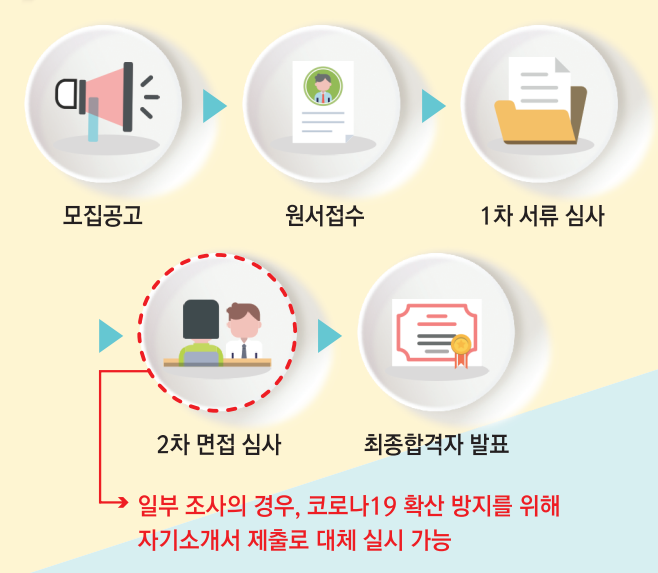 모집공고
원서접수
1차 서류 심사
2차 면접 심사
최종합격자 발표
일부 조사의 경우, 코로나19 확산 방지를 위해
자기소개서 제출로 대체 실시 가능